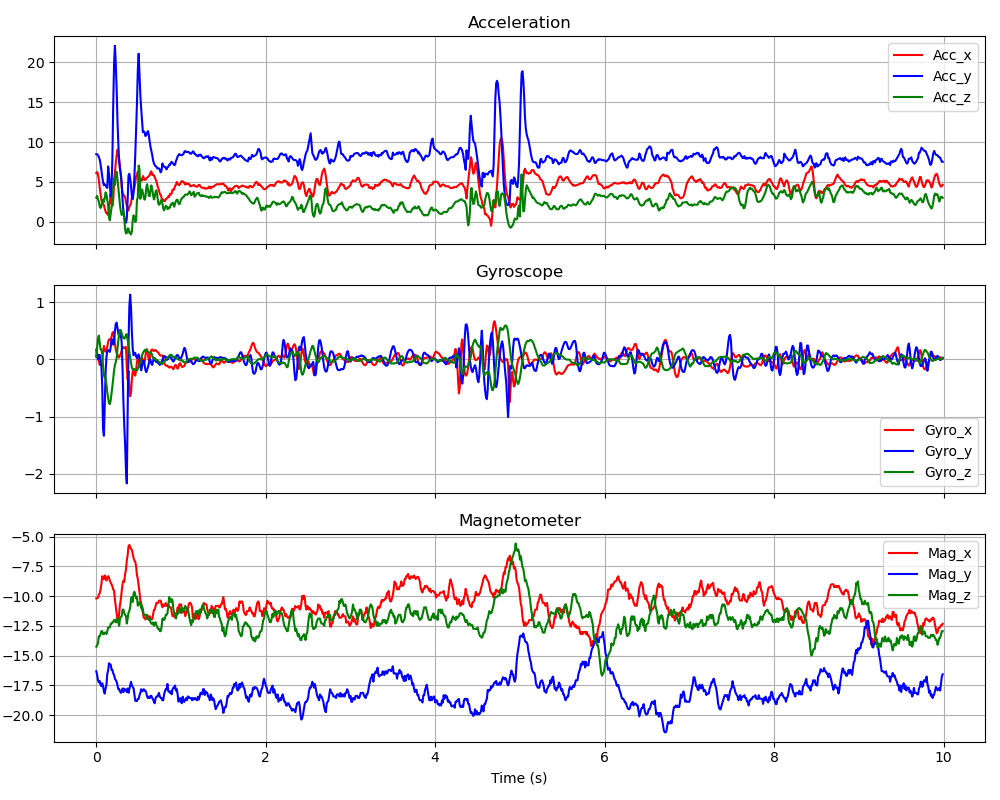 Acceleration
20
15
10
5
0
Acc_x
Acc_y
Acc_z
Gyroscope
1
0
−1
−2
Gyro_x
Gyro_y
Gyro_z
Magnetometer
−5.0
−7.5
−10.0
−12.5
−15.0
−17.5
−20.0
Mag_x
Mag_y
Mag_z
0 2 4 6 8 10
Time (s)